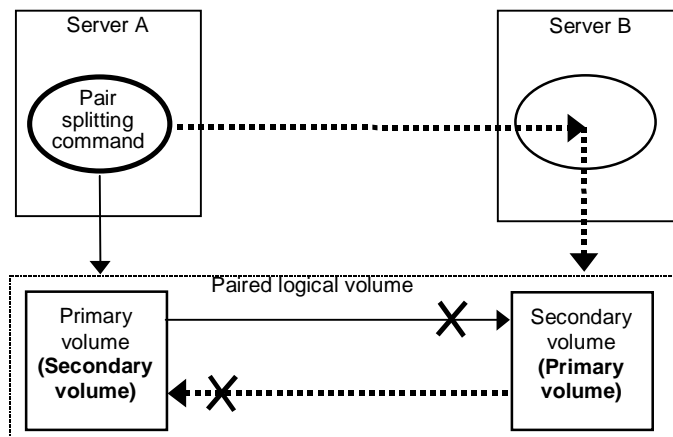 Server A
Server B
Pair
splitting
command
Paired logical volume
Primary
volume
(Secondary
volume)
Secondary
volume
(Primary
volume)